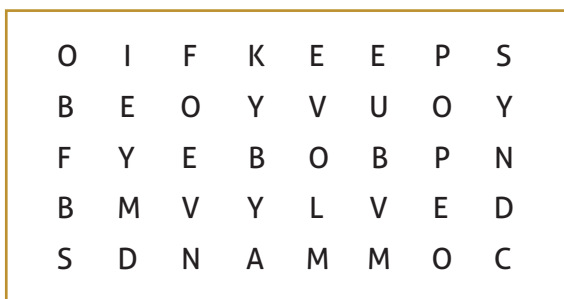 O I F K E E P S
B E O Y V U O Y
F Y E B O B P N
B M V Y L V E D
S D N A M M O C